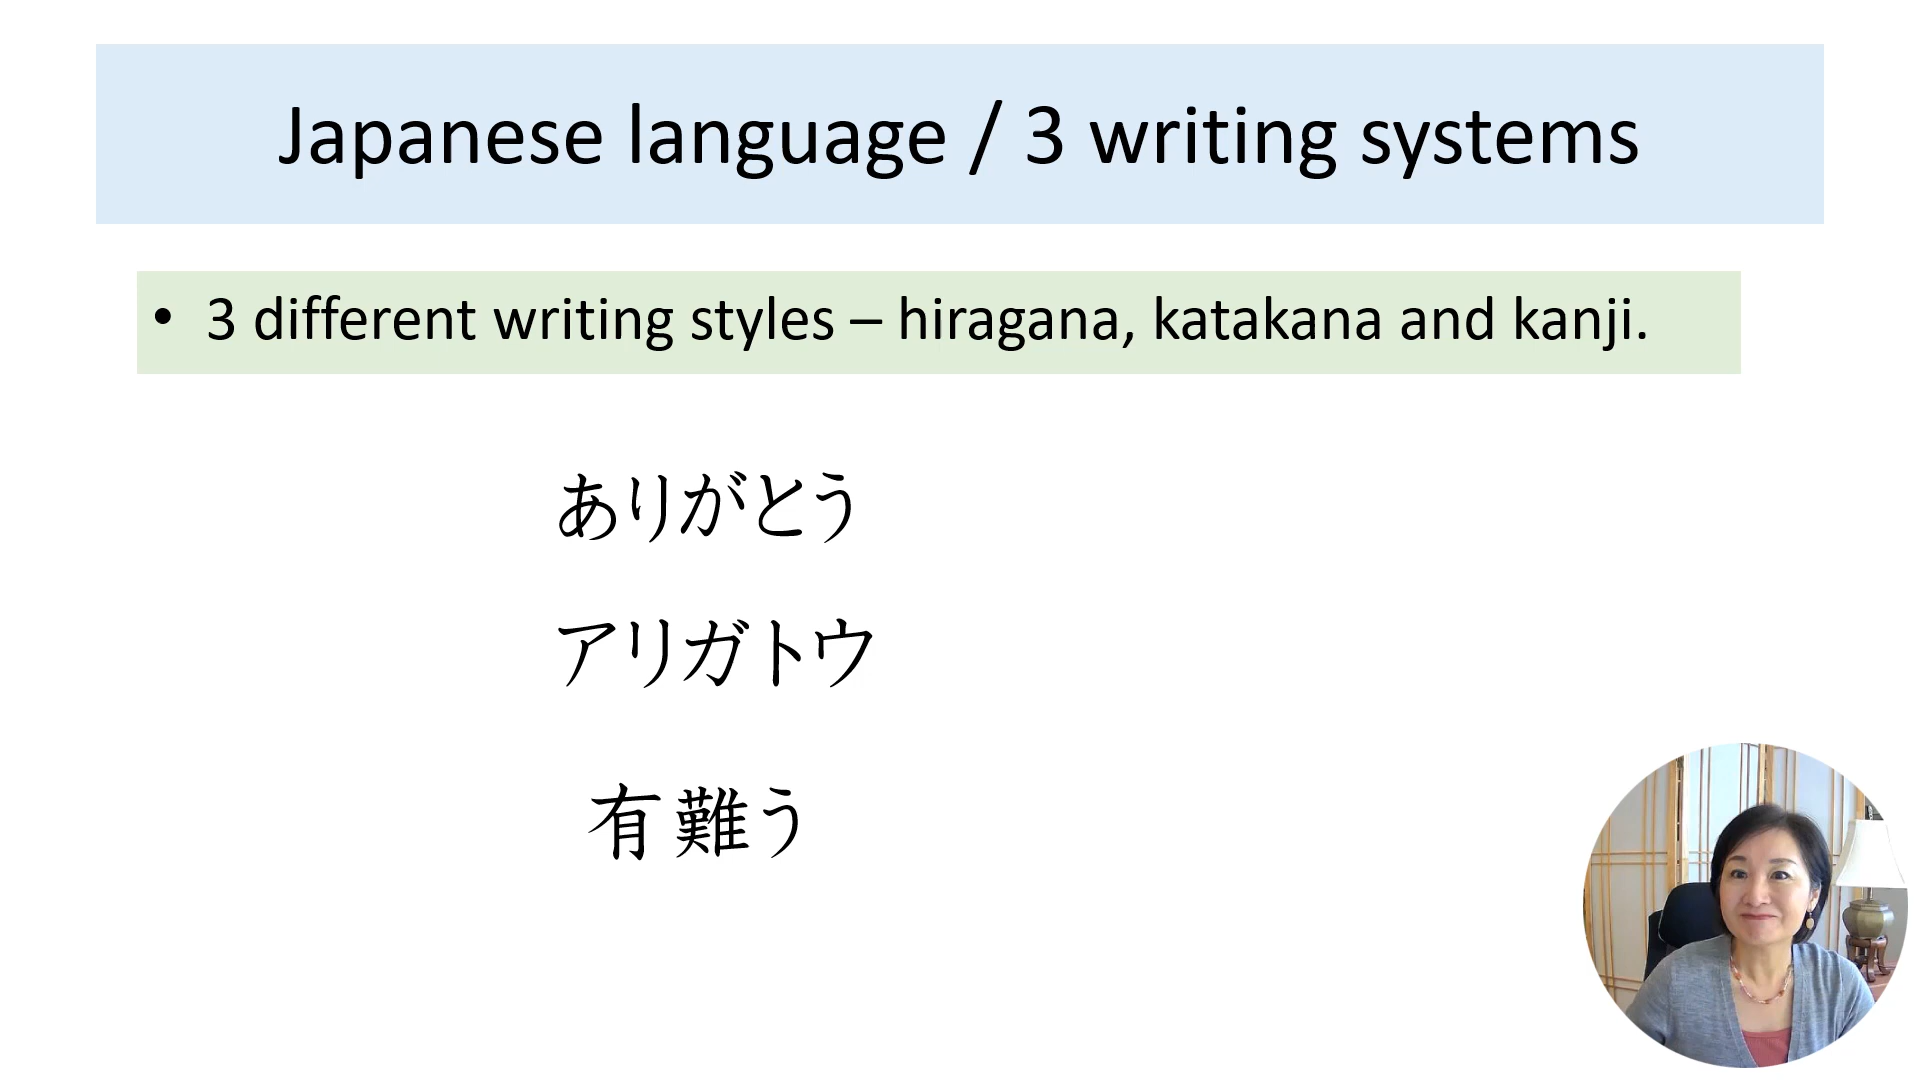 Japanese language / 3 writing systems
• 3 different writing styles – hiragana, katakana and kanji.
ありがとう
アリガトウ
有難う